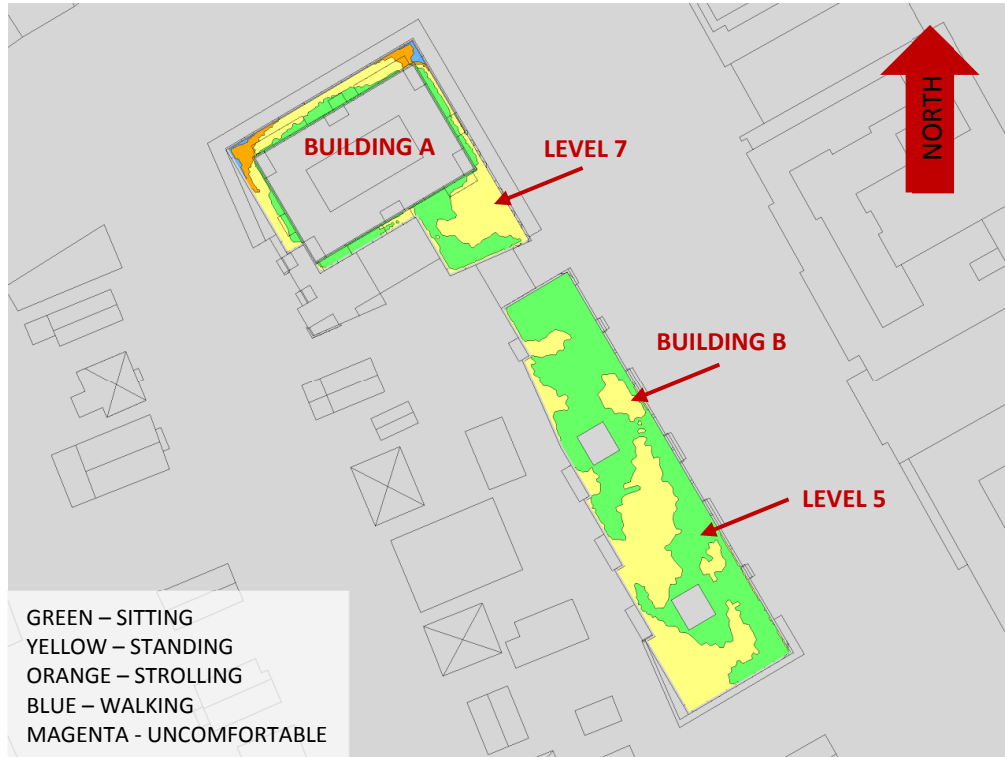 NORTH
BUILDING A
LEVEL 7
BUILDING B
LEVEL 5
GREEN – SITTING
YELLOW – STANDING
ORANGE – STROLLING
BLUE – WALKING
MAGENTA - UNCOMFORTABLE